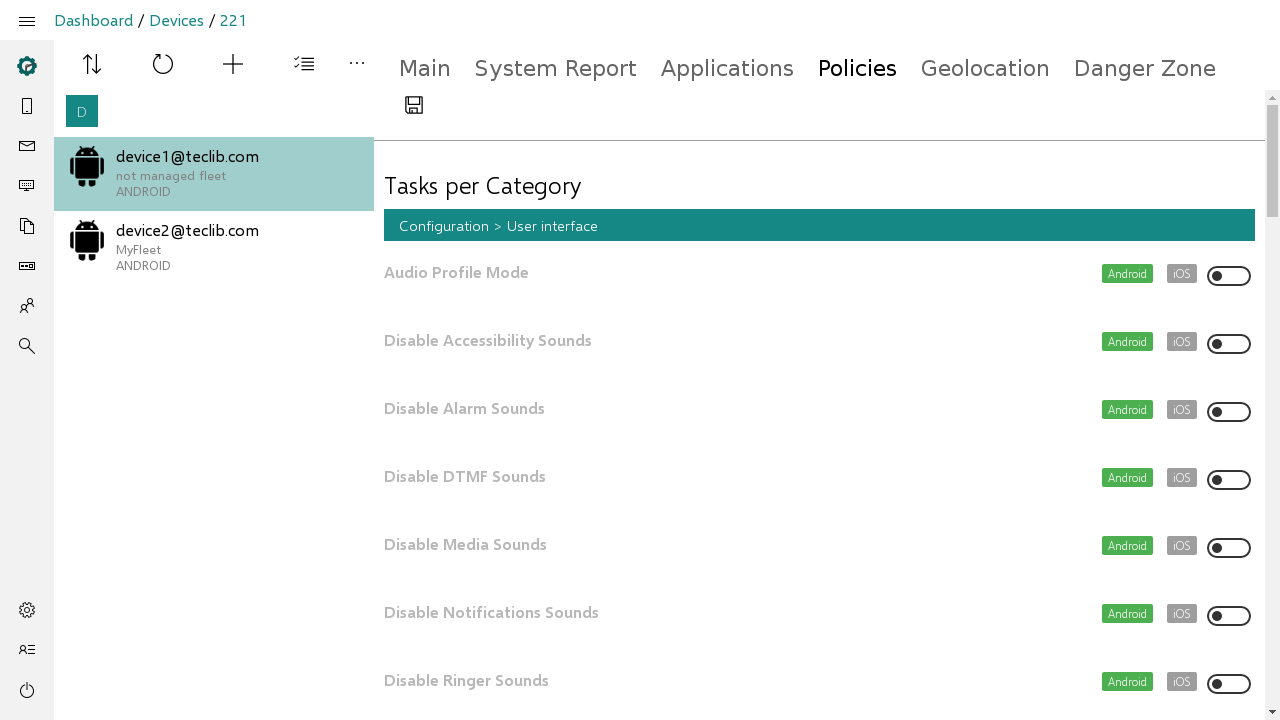 Dashboard / Devices / 221
Main System Report Applications Policies Geolocation Danger Zone
D
device1@teclib.com
not managed fleet
ANDROID
device2@teclib.com
MyFleet
ANDROID
Tasks per Category
Configuration > User interface
Audio Profile Mode Android iOS
Disable Accessibility Sounds Android iOS
Disable Alarm Sounds Android iOS
Disable DTMF Sounds Android iOS
Disable Media Sounds Android iOS
Disable Notifications Sounds Android iOS
Disable Ringer Sounds Android iOS